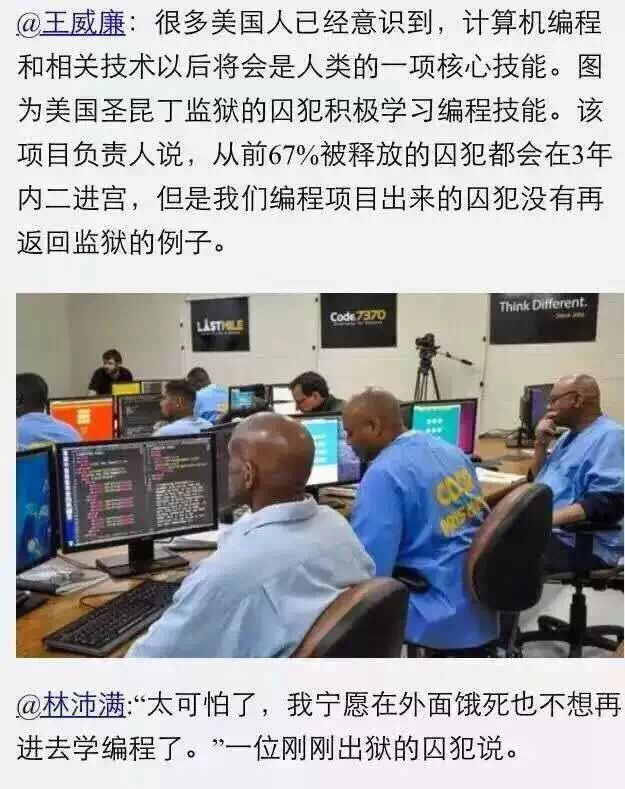 @王威廉：很多美国人已经意识到，计算机编程
和相关技术以后将会是人类的一项核心技能。图
为美国圣昆丁监狱的囚犯积极学习编程技能。该
项目负责人说，从前67%被释放的囚犯都会在3年
内二进宫，但是我们编程项目出来的囚犯没有再
返回监狱的例子。
LASTMILE
Code7370
Think Different.
@林沛满:“太可怕了，我宁愿在外面饿死也不想再
进去学编程了。”一位刚刚出狱的囚犯说。